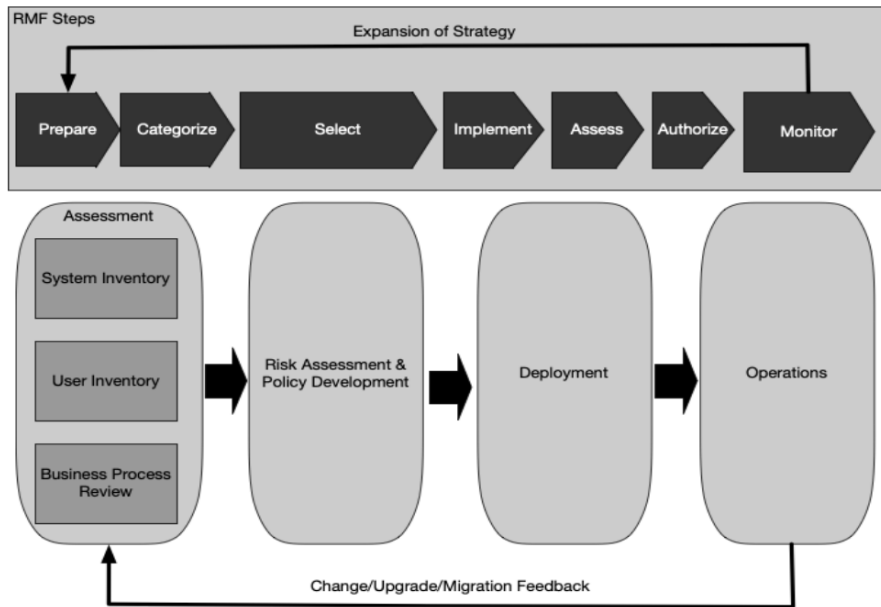 RMF Steps
Expansion of Strategy
Prepare
Categorize
Select
Implement
Assess
Authorize
Monitor
Assessment
System Inventory
User Inventory
Business Process
Review
Risk Assessment &
Policy Development
Deployment
Operations
Change/Upgrade/Migration Feedback